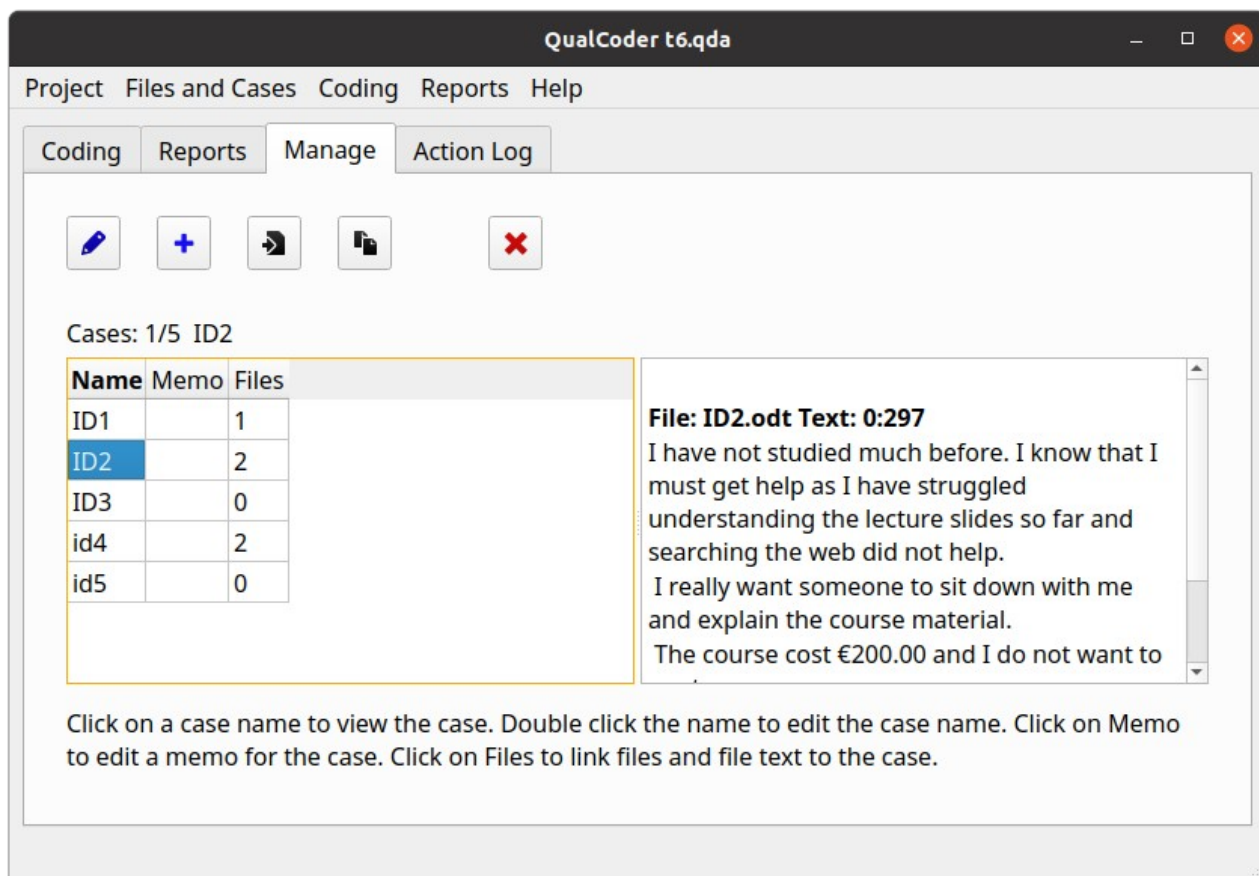 QualCoder t6.qda
Project Files and Cases Coding Reports Help
Coding Reports Manage Action Log
Cases: 1/5 ID2
Name Memo Files
ID1 1
ID2 2
ID3 0
id4 2
id5 0
File: ID2.odt Text: 0:297
I have not studied much before. I know that I
must get help as I have struggled
understanding the lecture slides so far and
searching the web did not help.
I really want someone to sit down with me
and explain the course material.
The course cost €200.00 and I do not want to
Click on a case name to view the case. Double click the name to edit the case name. Click on Memo
to edit a memo for the case. Click on Files to link files and file text to the case.